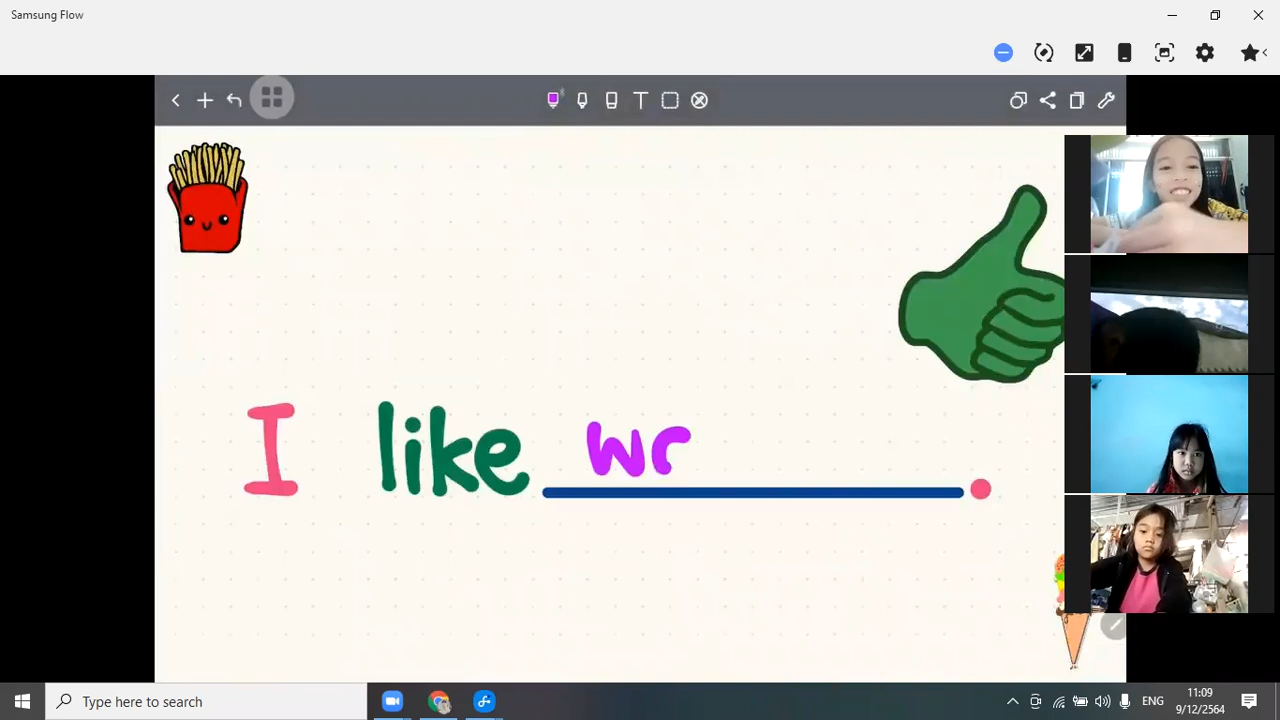 Samsung Flow
I like wr .
Type here to search
ENG
11:09
9/12/2564